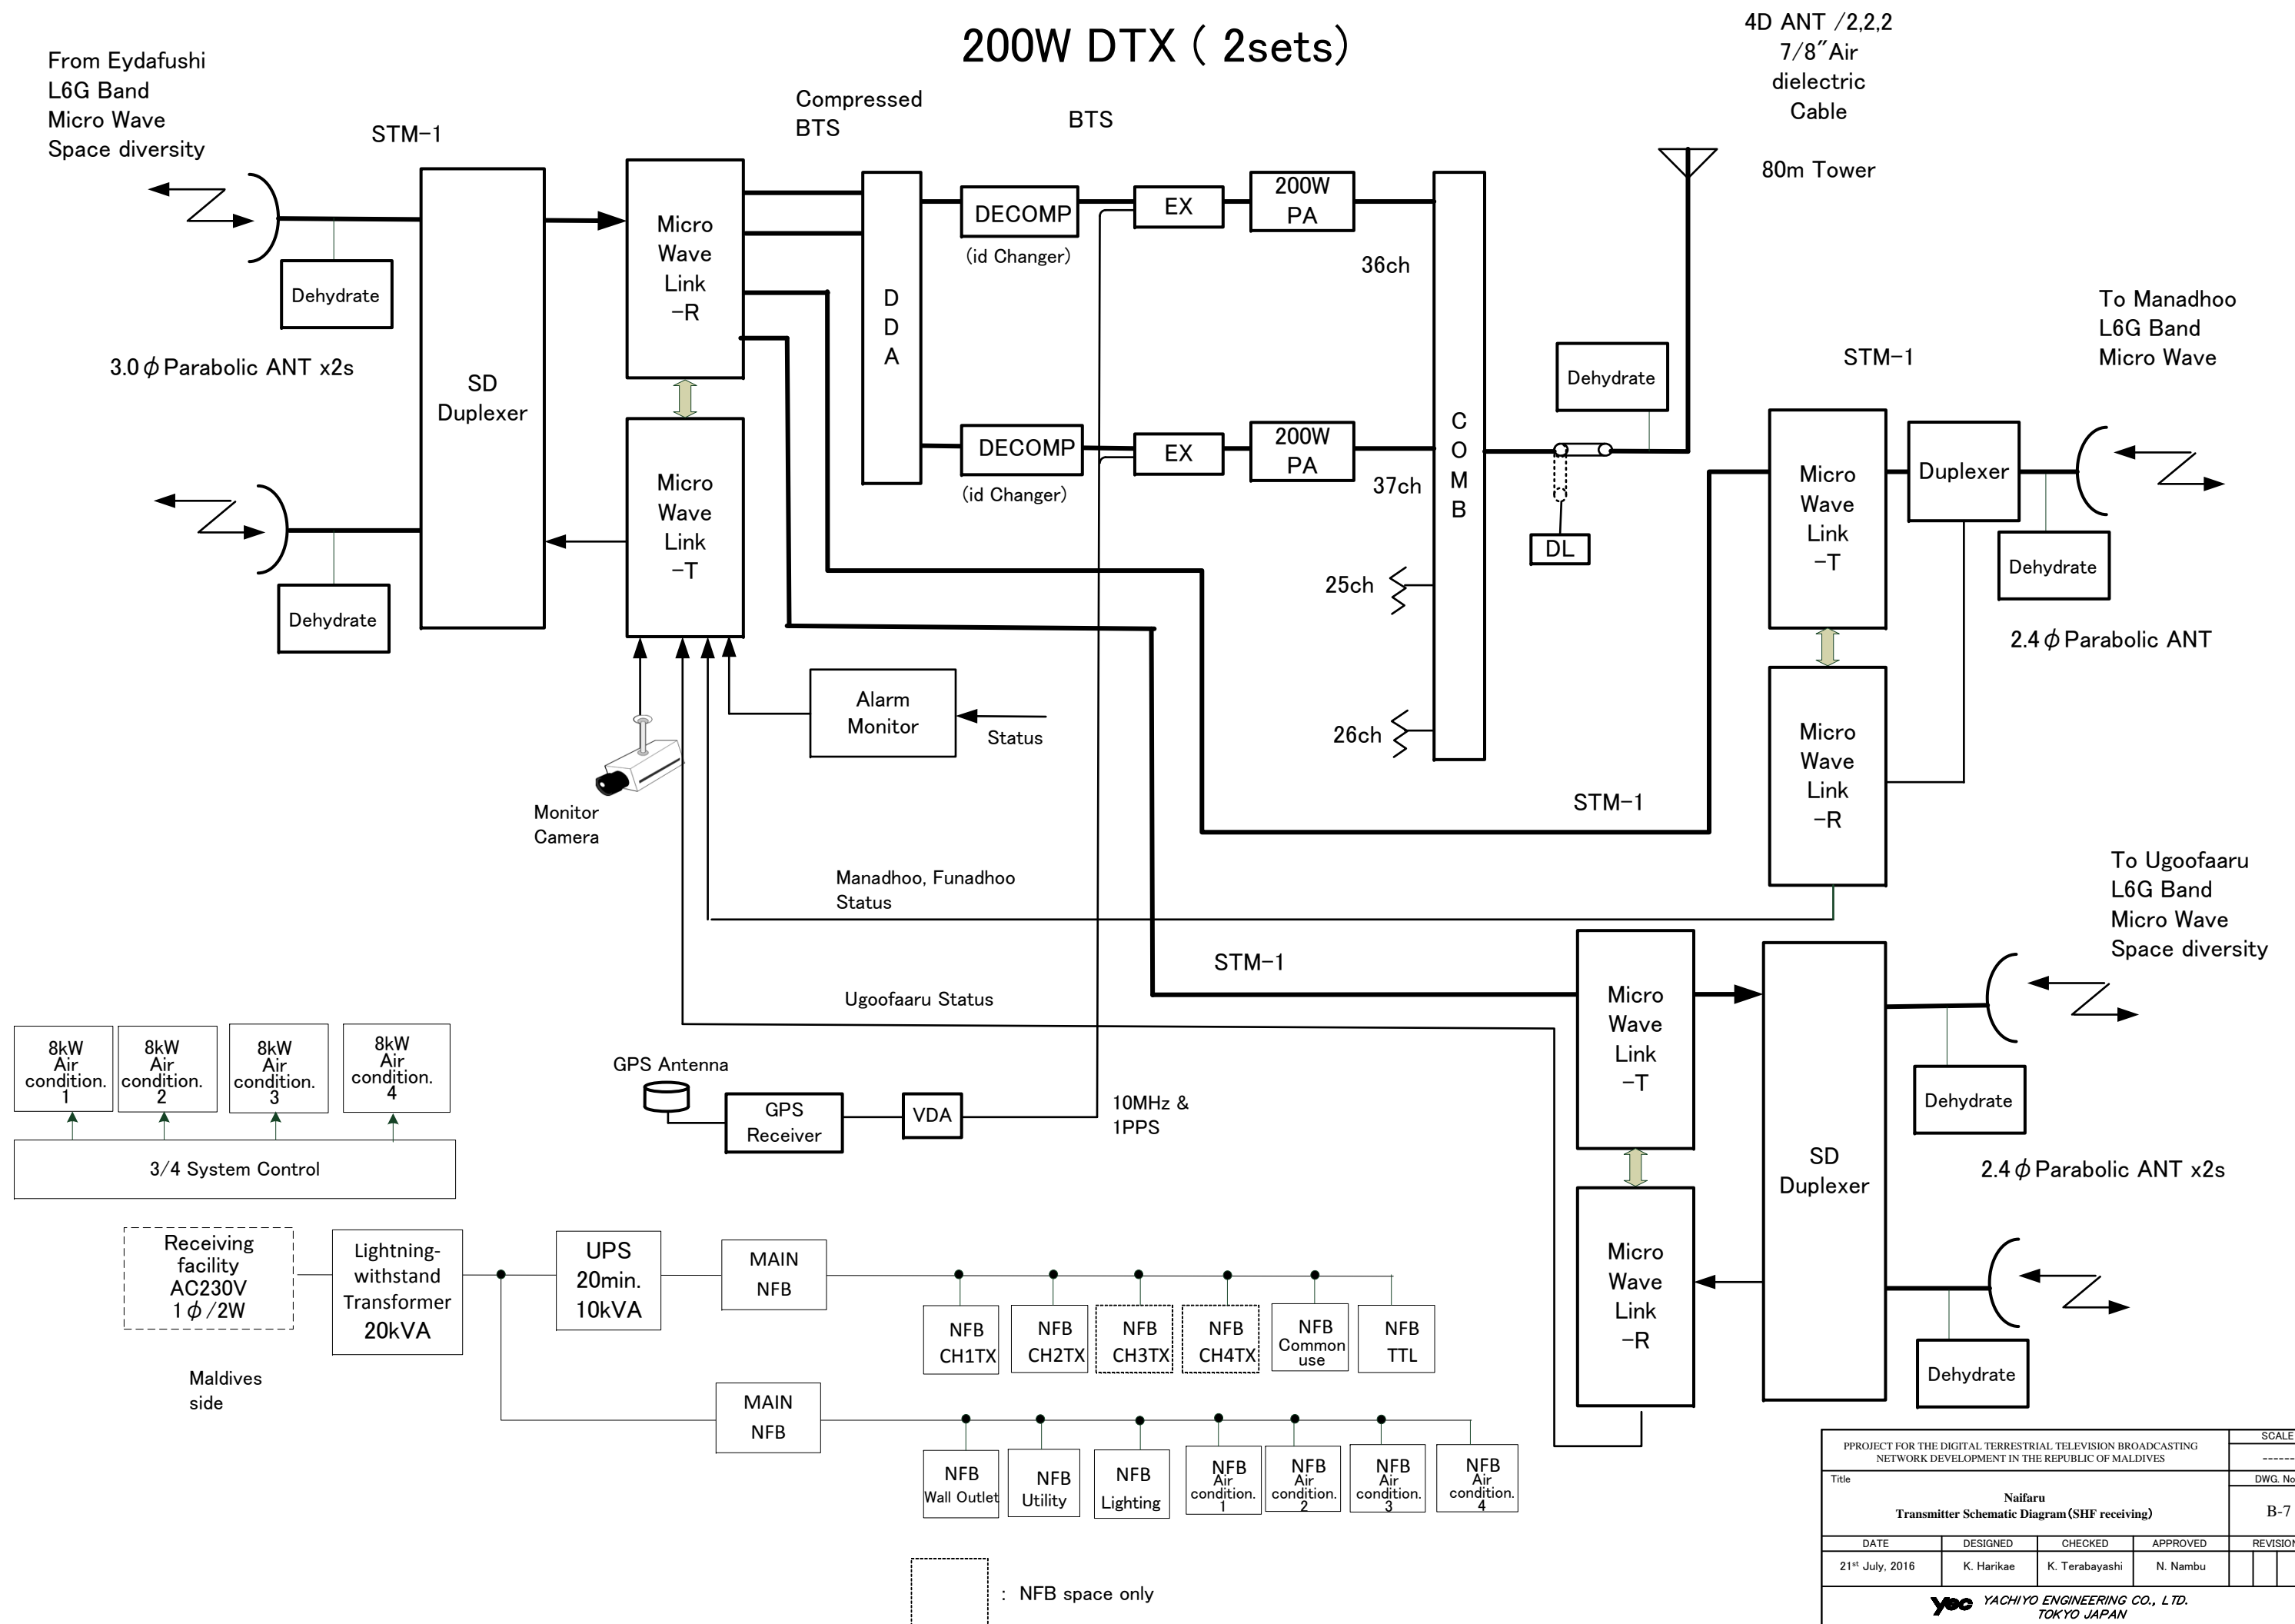 200W DTX ( 2sets)
From Eydafushi
L6G Band
Micro Wave
Space diversity
STM-1
Compressed
BTS
BTS
4D ANT /2,2,2
7/8″Air
dielectric
Cable
80m Tower
Dehydrate
3.0φParabolic ANT x2s
Dehydrate
SD
Duplexer
Micro
Wave
Link
-R
Micro
Wave
Link
-T
D
D
A
DECOMP
(id Changer)
EX
200W
PA
36ch
DECOMP
(id Changer)
EX
200W
PA
37ch
25ch
26ch
C
O
M
B
Dehydrate
DL
To Manadhoo
L6G Band
Micro Wave
STM-1
Micro
Wave
Link
-T
Duplexer
Dehydrate
2.4φParabolic ANT
Micro
Wave
Link
-R
Alarm
Monitor
Status
Monitor
Camera
STM-1
Manadhoo, Funadhoo
Status
STM-1
Ugoofaaru Status
To Ugoofaaru
L6G Band
Micro Wave
Space diversity
Micro
Wave
Link
-T
Micro
Wave
Link
-R
SD
Duplexer
Dehydrate
2.4φParabolic ANT x2s
Dehydrate
GPS Antenna
GPS
Receiver
VDA
10MHz &
1PPS
8kW
Air
condition.
1
8kW
Air
condition.
2
8kW
Air
condition.
3
8kW
Air
condition.
4
3/4 System Control
Receiving
facility
AC230V
1φ/2W
Maldives
side
Lightning-
withstand
Transformer
20kVA
UPS
20min.
10kVA
MAIN
NFB
NFB
CH1TX
NFB
CH2TX
NFB
CH3TX
NFB
CH4TX
NFB
Common
use
NFB
TTL
MAIN
NFB
NFB
Wall Outlet
NFB
Utility
NFB
Lighting
NFB
Air
condition.
1
NFB
Air
condition.
2
NFB
Air
condition.
3
NFB
Air
condition.
4
: NFB space only
PPROJECT FOR THE DIGITAL TERRESTRIAL TELEVISION BROADCASTING
NETWORK DEVELOPMENT IN THE REPUBLIC OF MALDIVES
SCALE
------
Title
Naifaru
Transmitter Schematic Diagram(SHF receiving)
DWG. No
B-7
DATE DESIGNED CHECKED APPROVED REVISION
21st July, 2016 K. Harikae K. Terabayashi N. Nambu
yec YACHIYO ENGINEERING CO., LTD.
TOKYO JAPAN